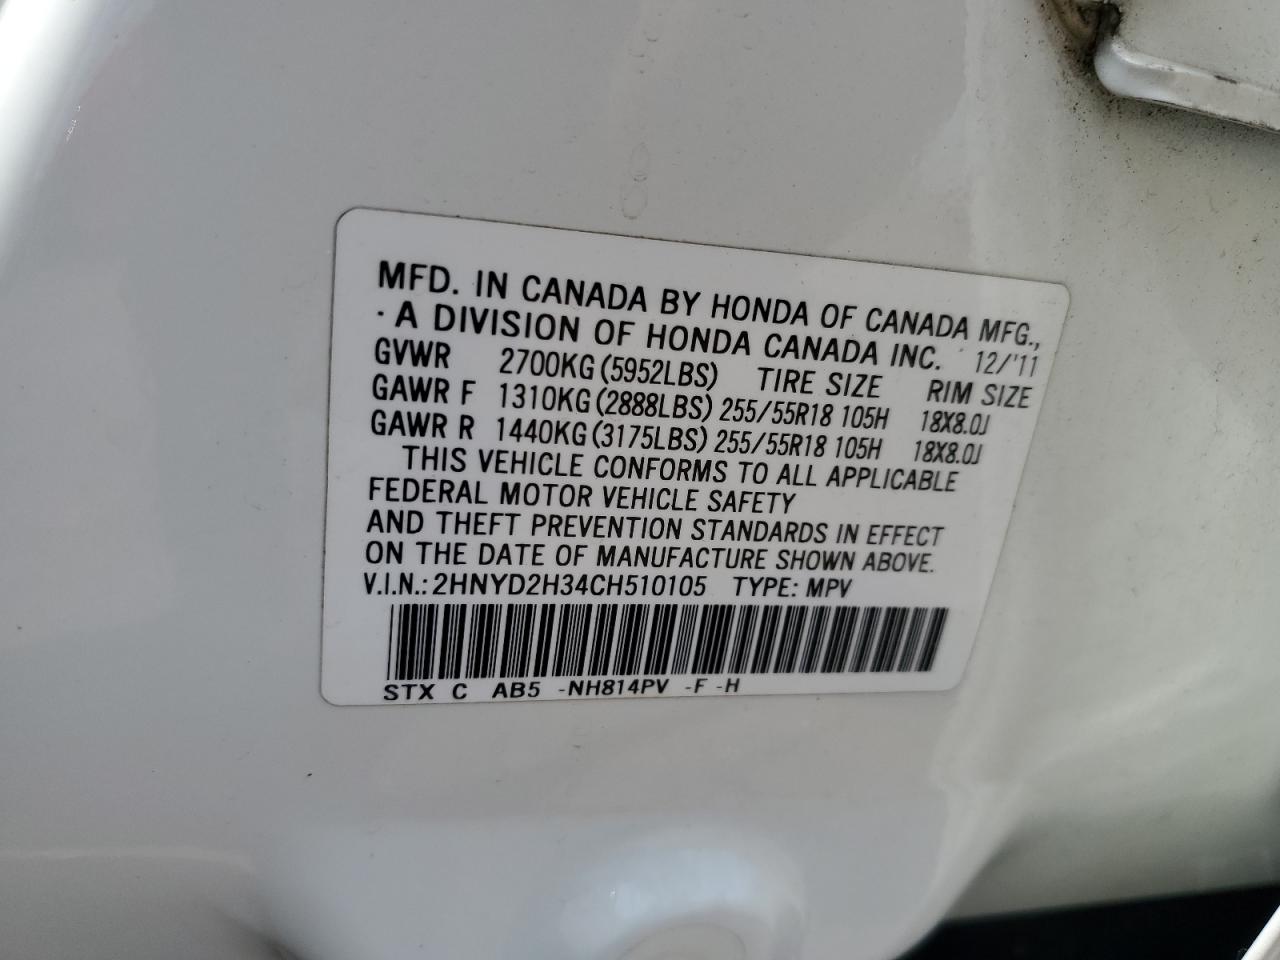 MFD. IN CANADA BY HONDA OF CANADA MFG.,
· A DIVISION OF HONDA CANADA INC. 12/'11
GVWR 2700KG (5952LBS) TIRE SIZE RIM SIZE
GAWR F 1310KG (2888LBS) 255/55R18 105H 18X8.0J
GAWR R 1440KG (3175LBS) 255/55R18 105H 18X8.0J
THIS VEHICLE CONFORMS TO ALL APPLICABLE
FEDERAL MOTOR VEHICLE SAFETY
AND THEFT PREVENTION STANDARDS IN EFFECT
ON THE DATE OF MANUFACTURE SHOWN ABOVE.
V.I.N.: 2HNYD2H34CH510105 TYPE: MPV
STX C AB5 -NH814PV -F -H